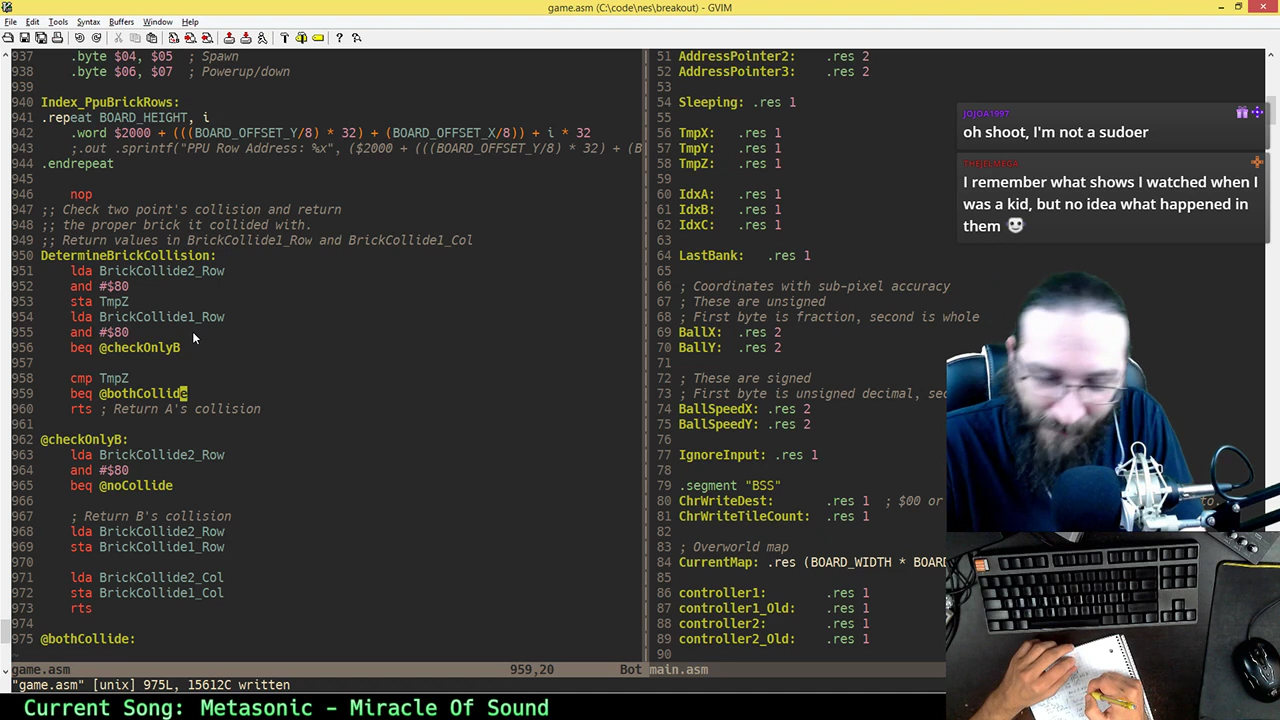 game.asm (C:\code\nes\breakout) - GVIM
File Edit Tools Syntax Buffers Window Help
937 .byte $04, $05 ; Spawn
938 .byte $06, $07 ; Powerup/down
939
940 Index_PpuBrickRows:
941 .repeat BOARD_HEIGHT, i
942 .word $2000 + (((BOARD_OFFSET_Y/8) * 32) + (BOARD_OFFSET_X/8)) + i * 32
943 ;.out .sprintf("PPU Row Address: %x", ($2000 + (((BOARD_OFFSET_Y/8) * 32) + (B
944 .endrepeat
945
946 nop
947 ;; Check two point's collision and return
948 ;; the proper brick it collided with.
949 ;; Return values in BrickCollide1_Row and BrickCollide1_Col
950 DetermineBrickCollision:
951 lda BrickCollide2_Row
952 and #$80
953 sta TmpZ
954 lda BrickCollide1_Row
955 and #$80
956 beq @checkOnlyB
957
958 cmp TmpZ
959 beq @bothCollide
960 rts ; Return A's collision
961
962 @checkOnlyB:
963 lda BrickCollide2_Row
964 and #$80
965 beq @noCollide
966
967 ; Return B's collision
968 lda BrickCollide2_Row
969 sta BrickCollide1_Row
970
971 lda BrickCollide2_Col
972 sta BrickCollide1_Col
973 rts
974
975 @bothCollide:
~
game.asm 959,20 Bot
"game.asm" [unix] 975L, 15612C written
51 AddressPointer2: .res 2
52 AddressPointer3: .res 2
53
54 Sleeping: .res 1
55
56 TmpX: .res 1
57 TmpY: .res 1
58 TmpZ: .res 1
59
60 IdxA: .res 1
61 IdxB: .res 1
62 IdxC: .res 1
63
64 LastBank: .res 1
65
66 ; Coordinates with sub-pixel accuracy
67 ; These are unsigned
68 ; First byte is fraction, second is whole
69 BallX: .res 2
70 BallY: .res 2
71
72 ; These are signed
73 ; First byte is unsigned decimal, sec
74 BallSpeedX: .res 2
75 BallSpeedY: .res 2
76
77 IgnoreInput: .res 1
78
79 .segment "BSS"
80 ChrWriteDest: .res 1 ; $00 or
to.
81 ChrWriteTileCount: .res 1
82
83 ; Overworld map
84 CurrentMap: .res (BOARD_WIDTH * BOAR
85
86 controller1: .res 1
87 controller1_Old: .res 1
88 controller2: .res 1
89 controller2_Old: .res 1
90
main.asm
JOJOA1997
oh shoot, I'm not a sudoer
THEJELMEGA
I remember what shows I watched when I
was a kid, but no idea what happened in
them
Current Song: Metasonic - Miracle Of Sound